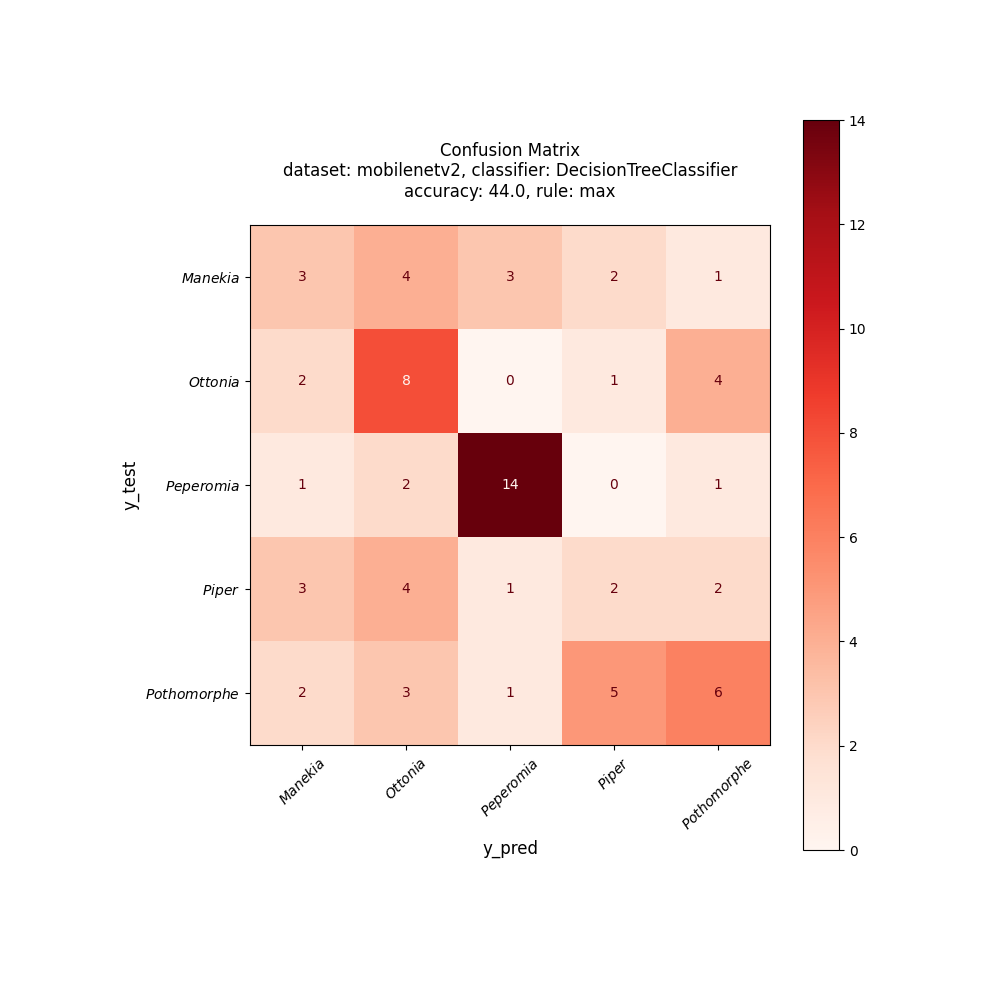 Confusion Matrix
dataset: mobilenetv2, classifier: DecisionTreeClassifier
accuracy: 44.0, rule: max
y_test
Manekia 3 4 3 2 1
Ottonia 2 8 0 1 4
Peperomia 1 2 14 0 1
Piper 3 4 1 2 2
Pothomorphe 2 3 1 5 6
Manekia Ottonia Peperomia Piper Pothomorphe
y_pred
14
12
10
8
6
4
2
0